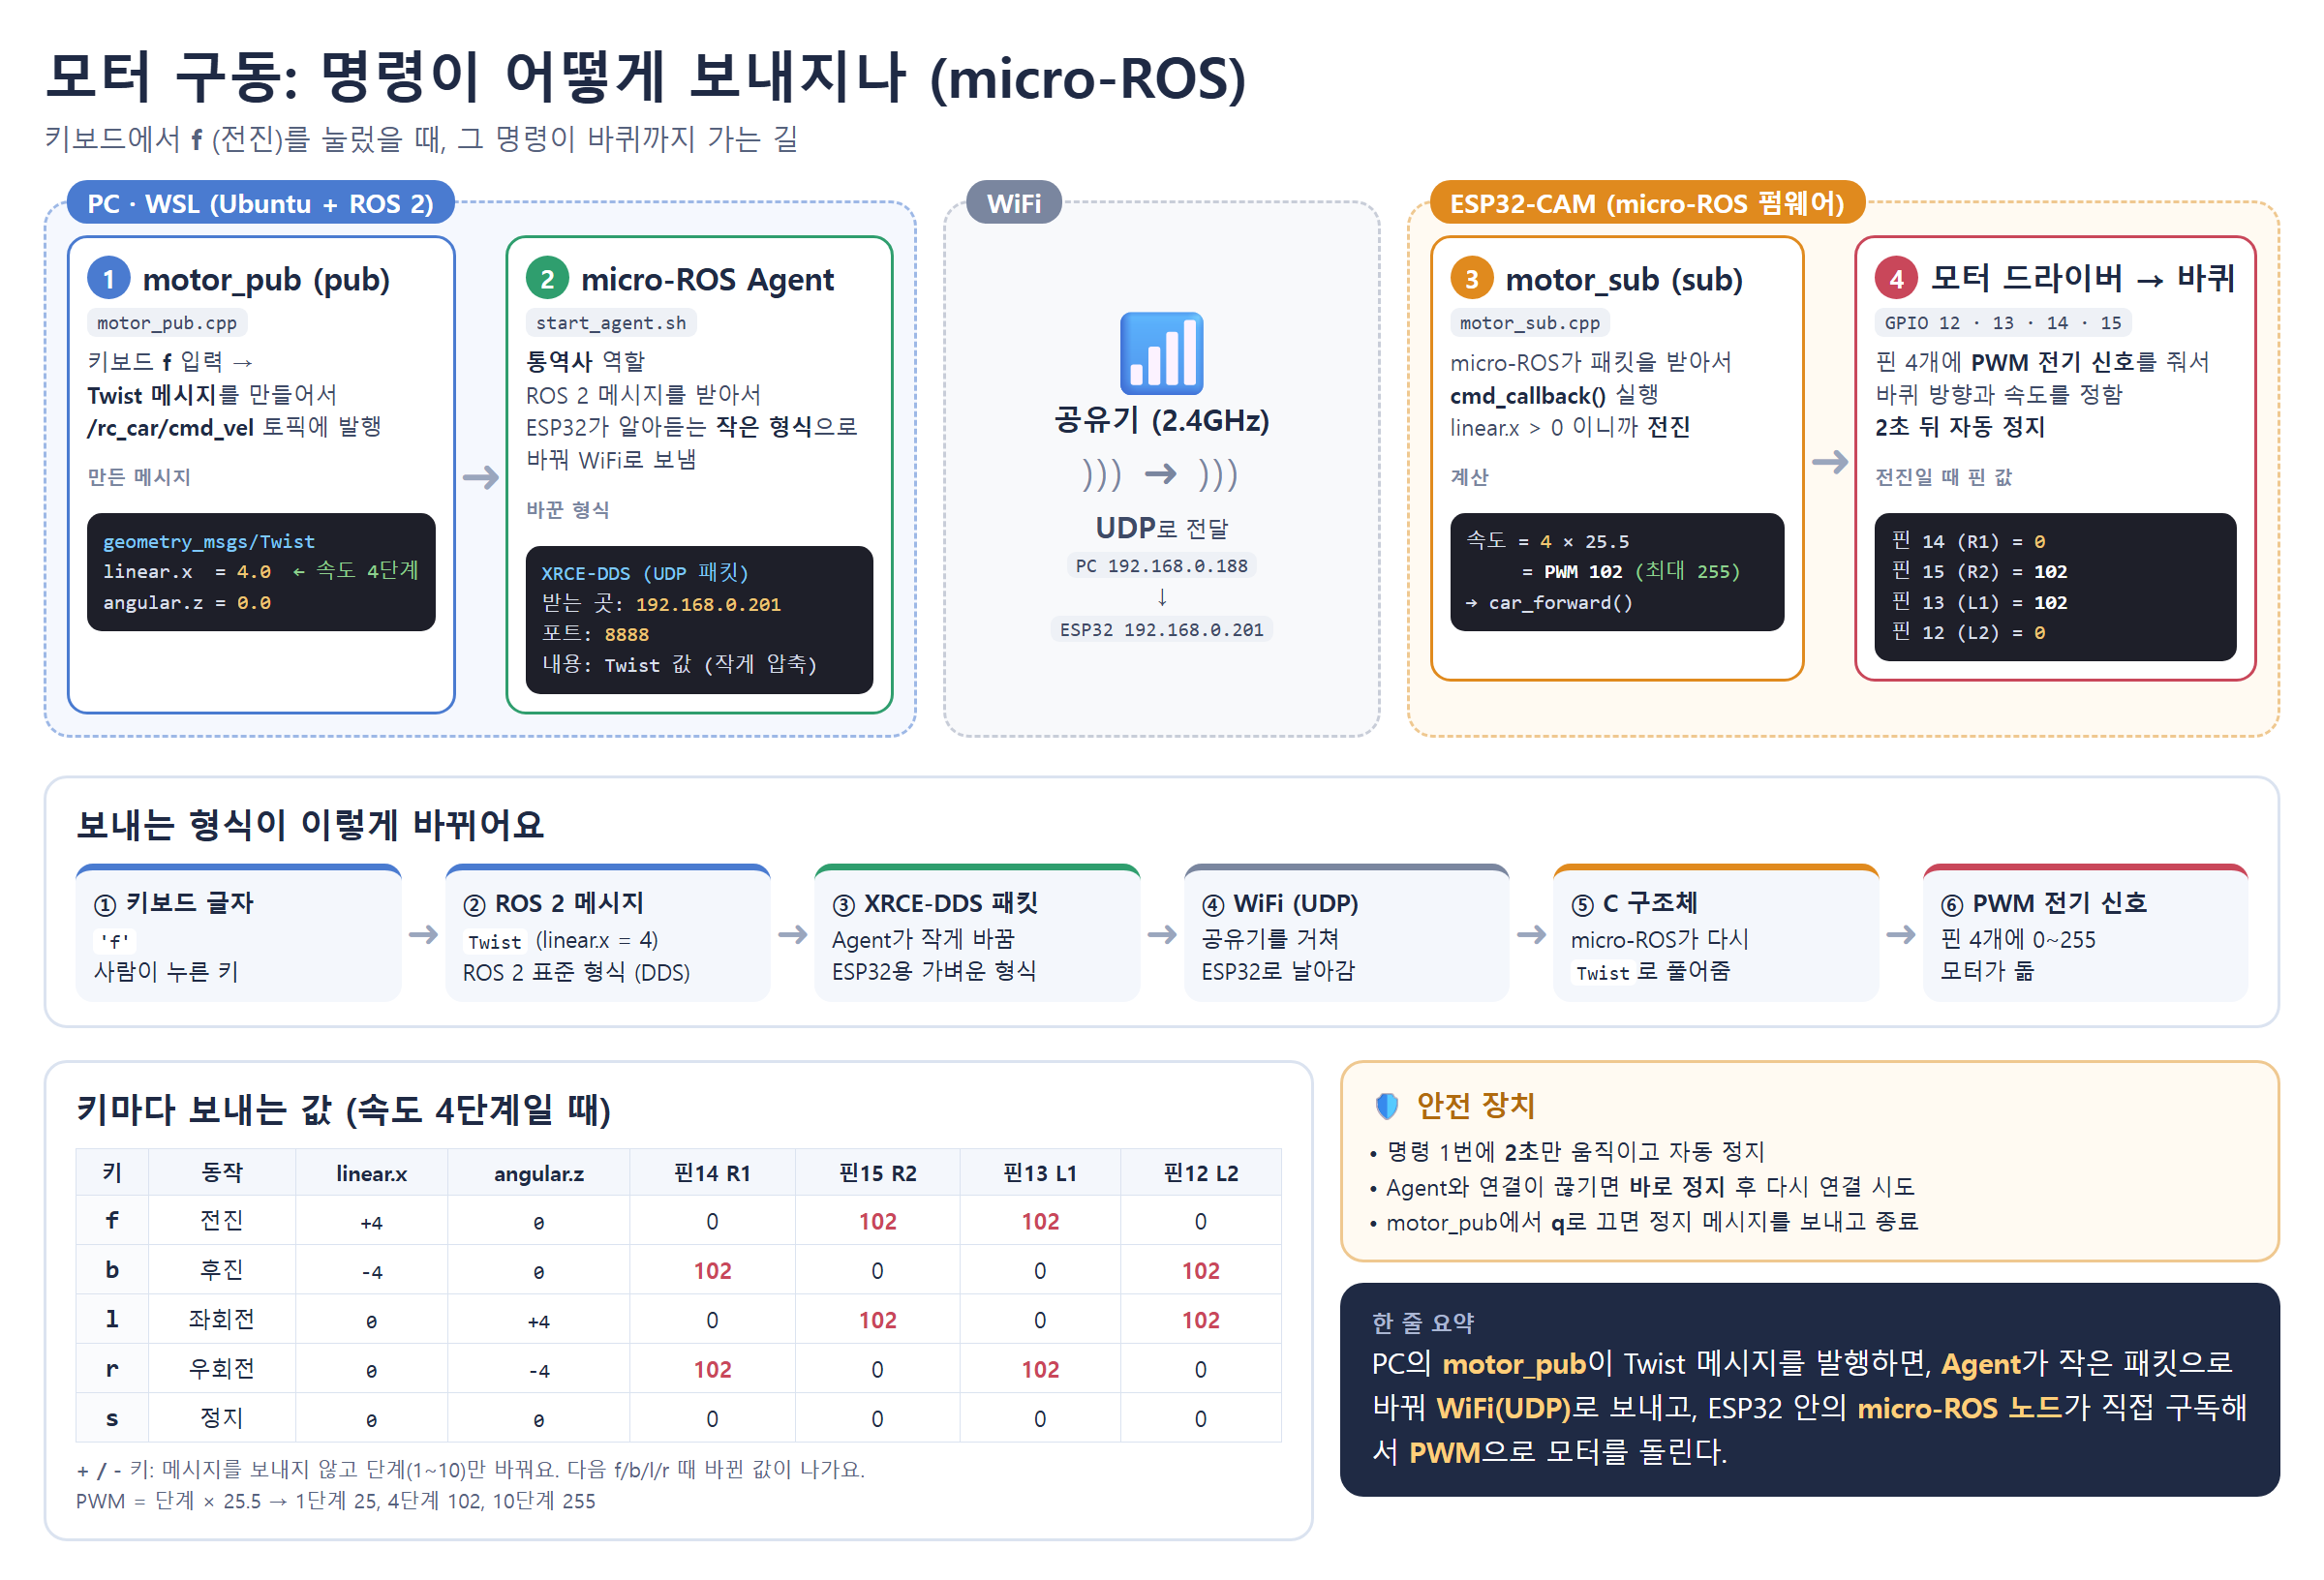 모터 구동: 명령이 어떻게 보내지나 (micro-ROS)
키보드에서 f (전진)를 눌렀을 때, 그 명령이 바퀴까지 가는 길
PC · WSL (Ubuntu + ROS 2)
1 motor_pub (pub)
motor_pub.cpp
키보드 f 입력 →
Twist 메시지를 만들어서
/rc_car/cmd_vel 토픽에 발행
만든 메시지
geometry_msgs/Twist
linear.x = 4.0 ← 속도 4단계
angular.z = 0.0
→
2 micro-ROS Agent
start_agent.sh
통역사 역할
ROS 2 메시지를 받아서
ESP32가 알아듣는 작은 형식으로
바꿔 WiFi로 보냄
바꾼 형식
XRCE-DDS (UDP 패킷)
받는 곳: 192.168.0.201
포트: 8888
내용: Twist 값 (작게 압축)
WiFi
공유기 (2.4GHz)
))) → )))
UDP로 전달
PC 192.168.0.188
↓
ESP32 192.168.0.201
ESP32-CAM (micro-ROS 펌웨어)
3 motor_sub (sub)
motor_sub.cpp
micro-ROS가 패킷을 받아서
cmd_callback() 실행
linear.x > 0 이니까 전진
계산
속도 = 4 × 25.5
= PWM 102 (최대 255)
→ car_forward()
→
4 모터 드라이버 → 바퀴
GPIO 12 · 13 · 14 · 15
핀 4개에 PWM 전기 신호를 줘서
바퀴 방향과 속도를 정함
2초 뒤 자동 정지
전진일 때 핀 값
핀 14 (R1) = 0
핀 15 (R2) = 102
핀 13 (L1) = 102
핀 12 (L2) = 0
보내는 형식이 이렇게 바뀌어요
① 키보드 글자
'f'
사람이 누른 키
→
② ROS 2 메시지
Twist (linear.x = 4)
ROS 2 표준 형식 (DDS)
→
③ XRCE-DDS 패킷
Agent가 작게 바꿈
ESP32용 가벼운 형식
→
④ WiFi (UDP)
공유기를 거쳐
ESP32로 날아감
→
⑤ C 구조체
micro-ROS가 다시
Twist로 풀어줌
→
⑥ PWM 전기 신호
핀 4개에 0~255
모터가 돎
키마다 보내는 값 (속도 4단계일 때)
키 동작 linear.x angular.z 핀14 R1 핀15 R2 핀13 L1 핀12 L2
f 전진 +4 0 0 102 102 0
b 후진 -4 0 102 0 0 102
l 좌회전 0 +4 0 102 0 102
r 우회전 0 -4 102 0 102 0
s 정지 0 0 0 0 0 0
+ / - 키: 메시지를 보내지 않고 단계(1~10)만 바꿔요. 다음 f/b/l/r 때 바뀐 값이 나가요.
PWM = 단계 × 25.5 → 1단계 25, 4단계 102, 10단계 255
안전 장치
• 명령 1번에 2초만 움직이고 자동 정지
• Agent와 연결이 끊기면 바로 정지 후 다시 연결 시도
• motor_pub에서 q로 끄면 정지 메시지를 보내고 종료
한 줄 요약
PC의 motor_pub이 Twist 메시지를 발행하면, Agent가 작은 패킷으로
바꿔 WiFi(UDP)로 보내고, ESP32 안의 micro-ROS 노드가 직접 구독해
서 PWM으로 모터를 돌린다.